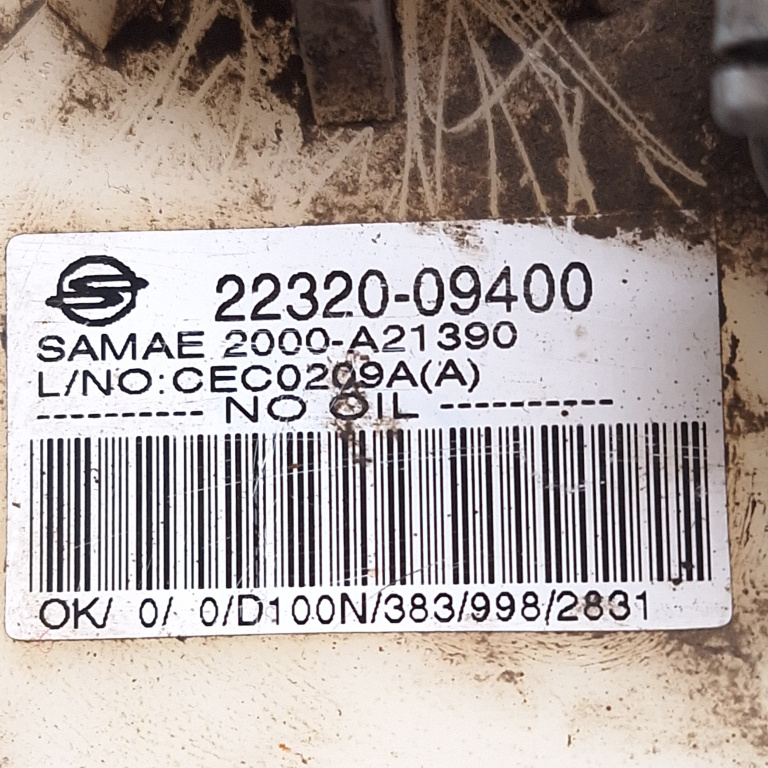 22320-09400
SAMAE 2000-A21390
L/NO:CEC0209A(A)
---------- NO OIL ----------
OK/ 0/ 0/D100N/383/998/2831